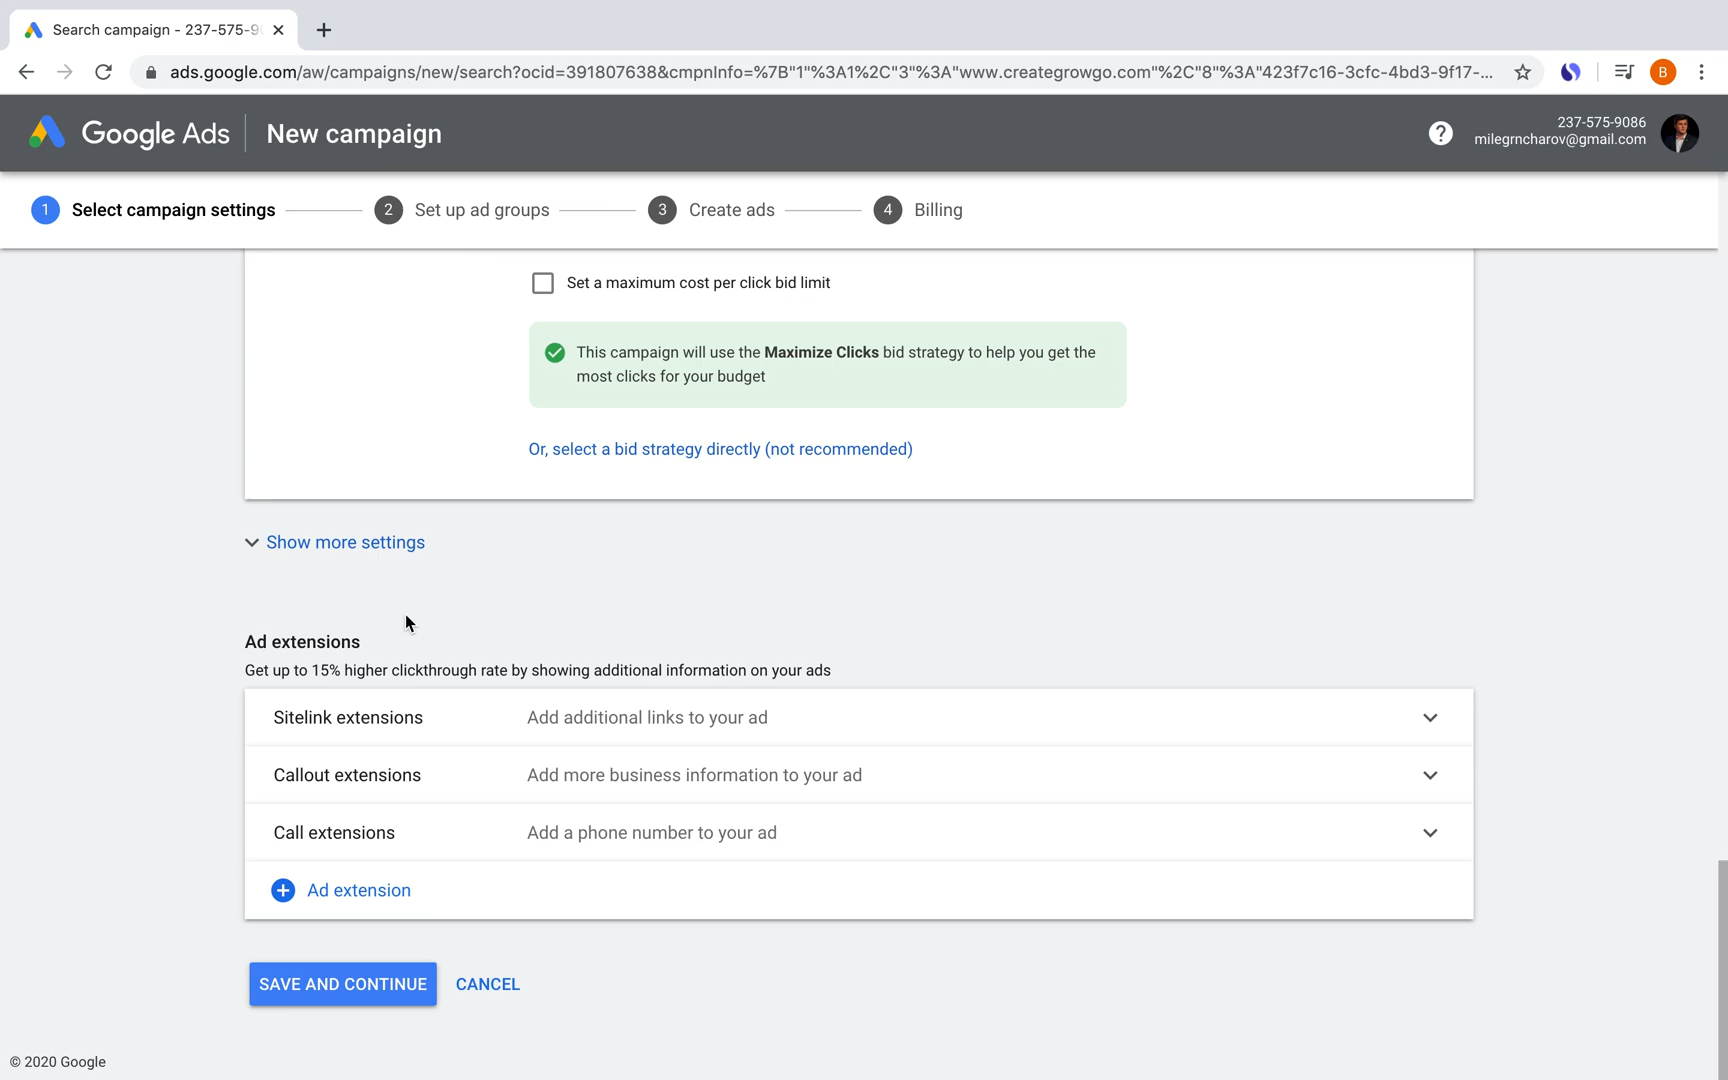 Search campaign - 237-575-9
ads.google.com/aw/campaigns/new/search?ocid=391807638&cmpnInfo=%7B"1"%3A1%2C"3"%3A"www.creategrowgo.com"%2C"8"%3A"423f7c16-3cfc-4bd3-9f17-...
B
Google Ads
New campaign
?
237-575-9086
milegrncharov@gmail.com
1 Select campaign settings
2 Set up ad groups
3 Create ads
4 Billing
Set a maximum cost per click bid limit
This campaign will use the Maximize Clicks bid strategy to help you get the
most clicks for your budget
Or, select a bid strategy directly (not recommended)
Show more settings
Ad extensions
Get up to 15% higher clickthrough rate by showing additional information on your ads
Sitelink extensions Add additional links to your ad
Callout extensions Add more business information to your ad
Call extensions Add a phone number to your ad
Ad extension
SAVE AND CONTINUE CANCEL
© 2020 Google